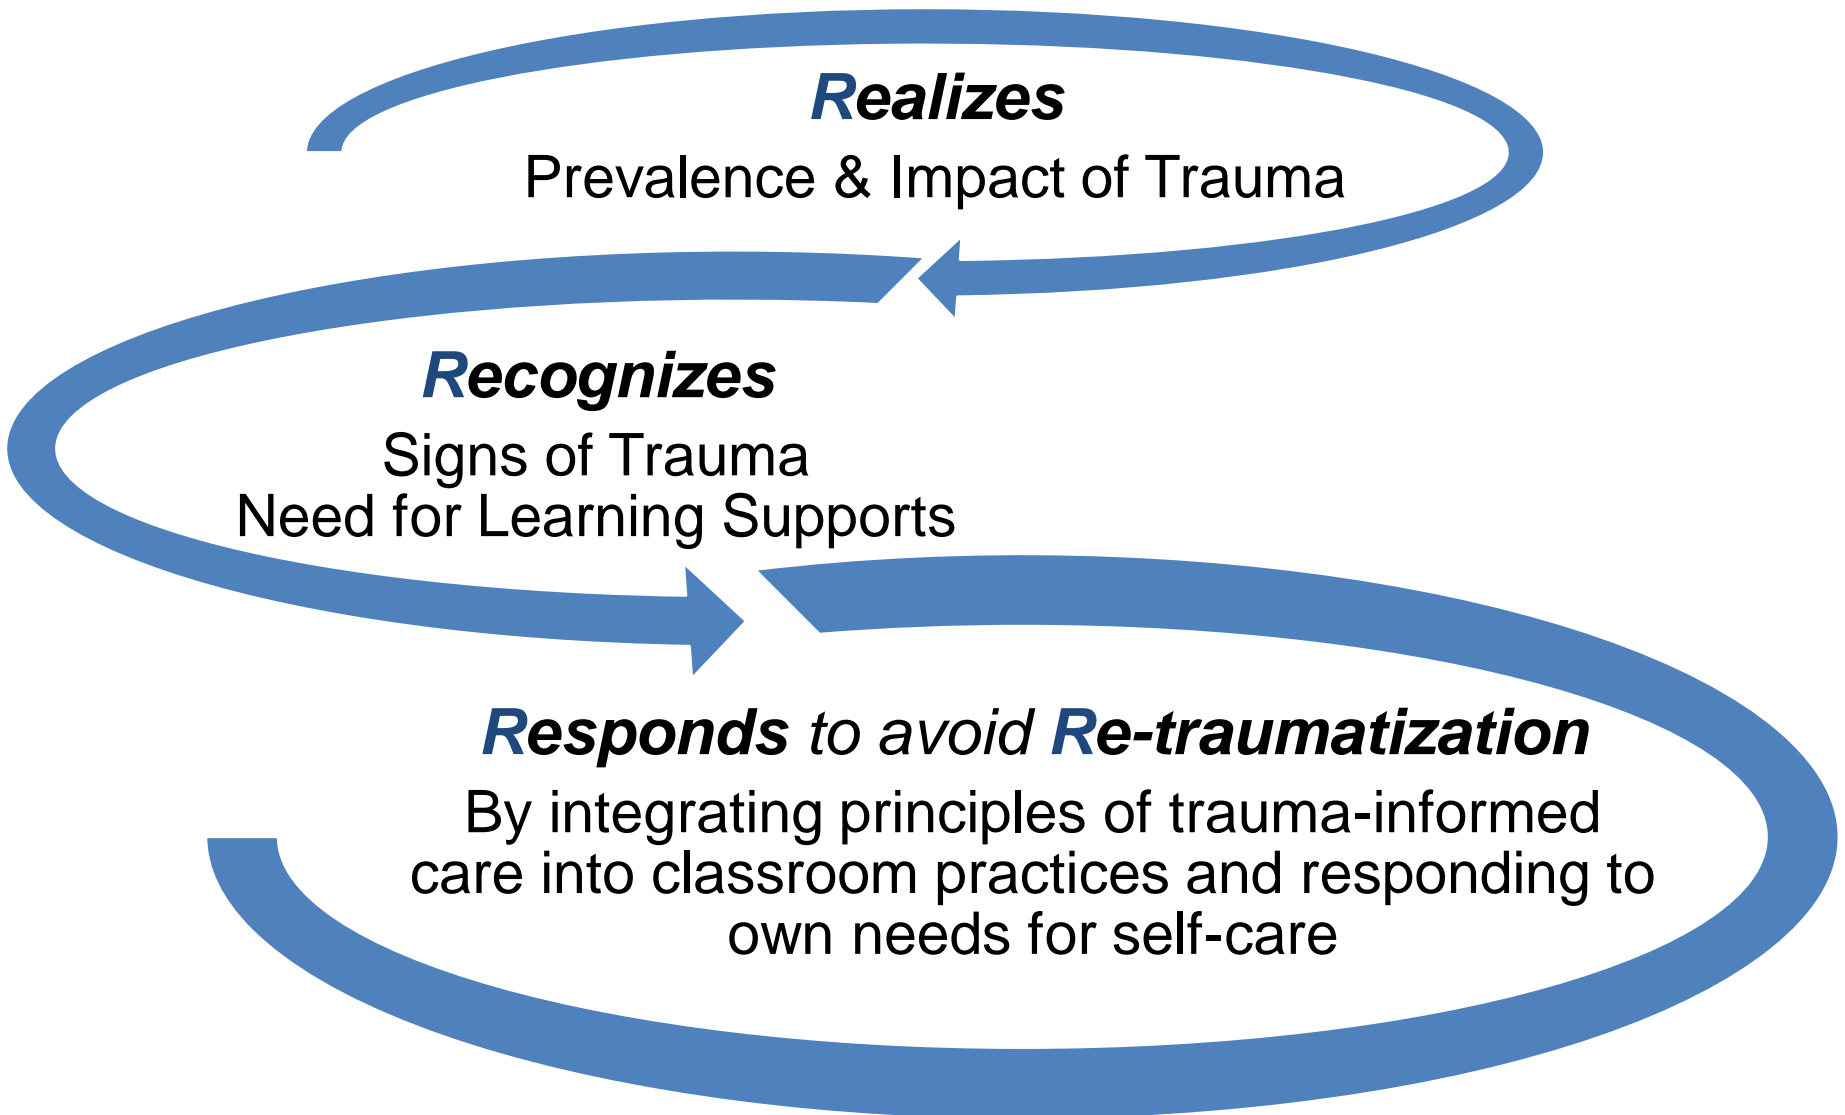 Realizes
Prevalence & Impact of Trauma
Recognizes
Signs of Trauma
Need for Learning Supports
Responds to avoid Re-traumatization
By integrating principles of trauma-informed
care into classroom practices and responding to
own needs for self-care